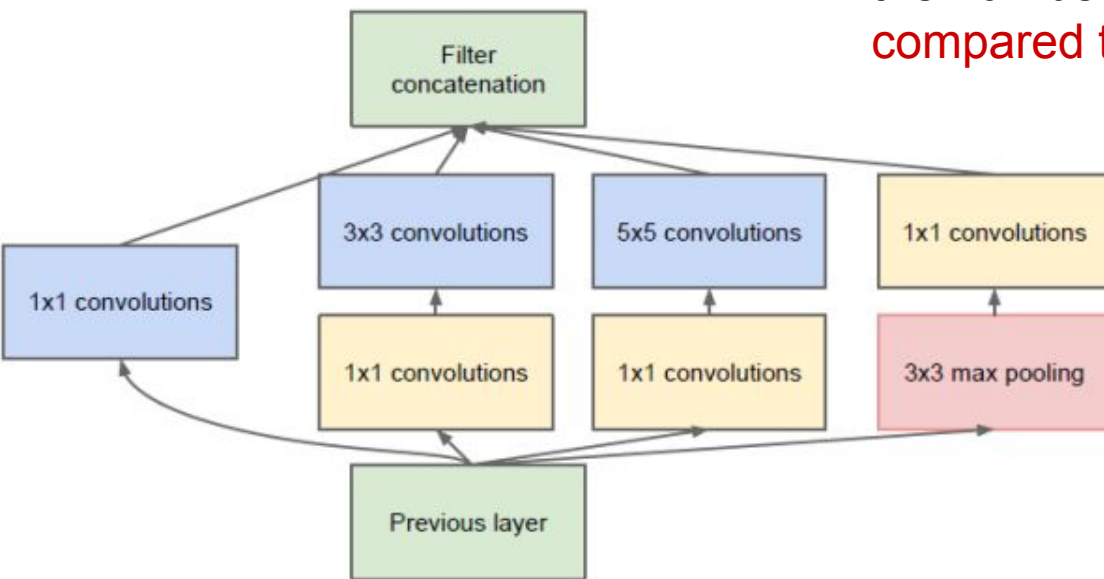 compared t
Filter
concatenation
3x3 convolutions
5x5 convolutions
1x1 convolutions
1x1 convolutions
1x1 convolutions
1x1 convolutions
3x3 max pooling
Previous layer